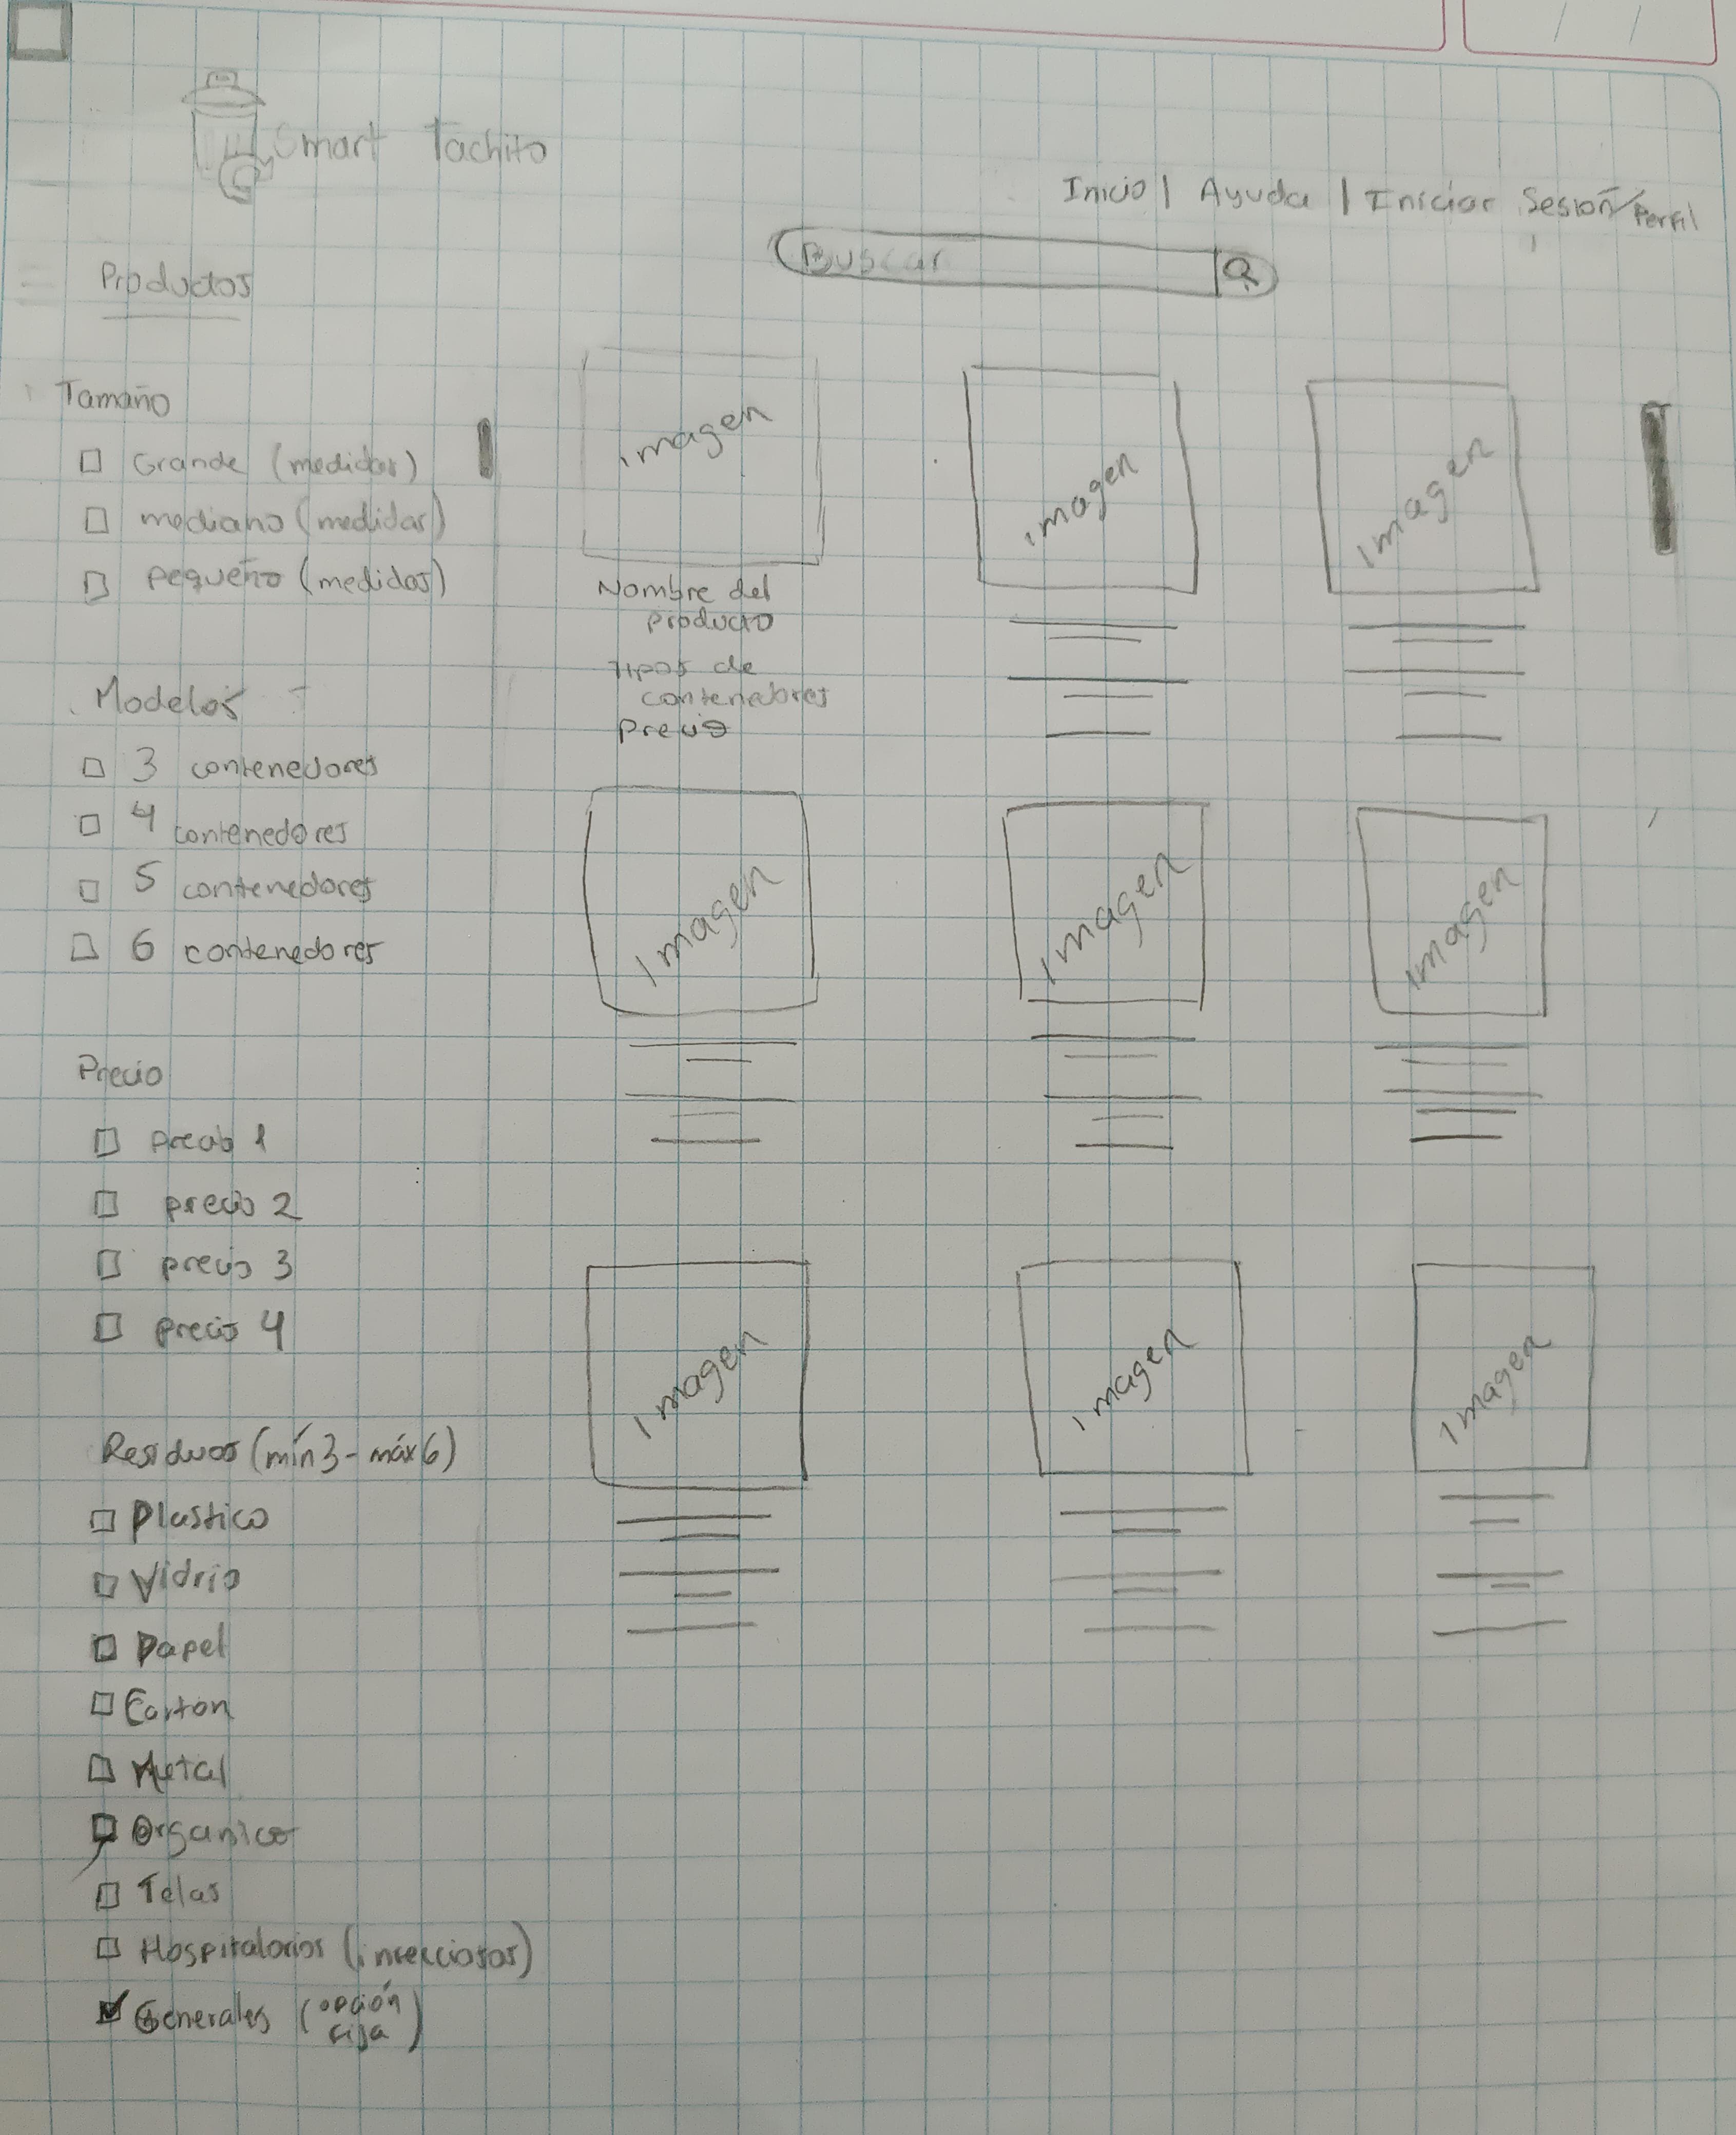 Smart Tachito
Inicio | Ayuda | Iniciar Sesión/Perfil
Buscar
Productos
Tamaño
Grande (medidas)
mediano (medidas)
pequeño (medidas)
Modelos
3 contenedores
4 contenedores
5 contenedores
6 contenedores
Precio
precio 1
precio 2
precio 3
precio 4
Residuos (mín 3 - máx 6)
Plastico
Vidrio
Papel
Carton
Metal
Organico
Telas
Hospitalarios (infecciosos)
Generales (opción
fija)
imagen
imagen
imagen
Nombre del
producto
Tipos de
contenedores
Precio
Imagen
Imagen
Imagen
Imagen
Imagen
Imagen